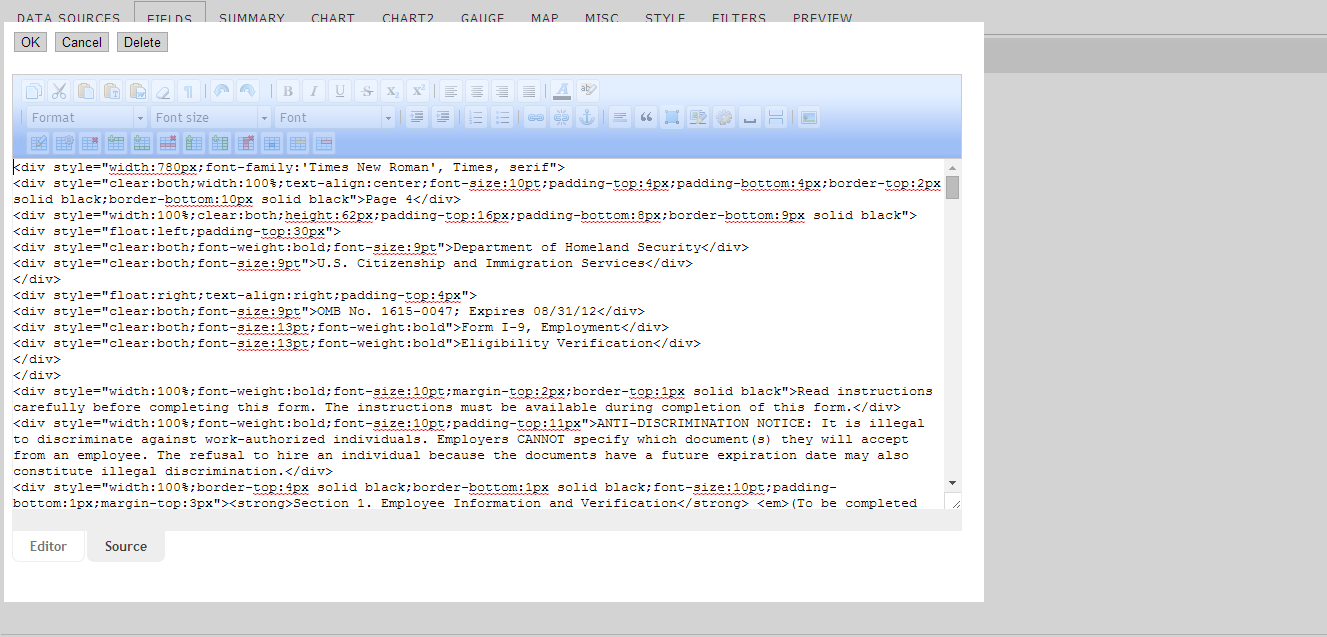 DATA SOURCES FIELDS SUMMARY CHART CHART2 GAUGE MAP MISC STYLE FILTERS PREVIEW
OK Cancel Delete
B I U S X₂ X² A ab
Format Font size Font
<div style="width:780px;font-family:'Times New Roman', Times, serif">
<div style="clear:both;width:100%;text-align:center;font-size:10pt;padding-top:4px;padding-bottom:4px;border-top:2px
solid black;border-bottom:10px solid black">Page 4</div>
<div style="width:100%;clear:both;height:62px;padding-top:16px;padding-bottom:8px;border-bottom:9px solid black">
<div style="float:left;padding-top:30px">
<div style="clear:both;font-weight:bold;font-size:9pt">Department of Homeland Security</div>
<div style="clear:both;font-size:9pt">U.S. Citizenship and Immigration Services</div>
</div>
<div style="float:right;text-align:right;padding-top:4px">
<div style="clear:both;font-size:9pt">OMB No. 1615-0047; Expires 08/31/12</div>
<div style="clear:both;font-size:13pt;font-weight:bold">Form I-9, Employment</div>
<div style="clear:both;font-size:13pt;font-weight:bold">Eligibility Verification</div>
</div>
</div>
<div style="width:100%;font-weight:bold;font-size:10pt;margin-top:2px;border-top:1px solid black">Read instructions
carefully before completing this form. The instructions must be available during completion of this form.</div>
<div style="width:100%;font-weight:bold;font-size:10pt;padding-top:11px">ANTI-DISCRIMINATION NOTICE: It is illegal
to discriminate against work-authorized individuals. Employers CANNOT specify which document(s) they will accept
from an employee. The refusal to hire an individual because the documents have a future expiration date may also
constitute illegal discrimination.</div>
<div style="width:100%;border-top:4px solid black;border-bottom:1px solid black;font-size:10pt;padding-
bottom:1px;margin-top:3px"><strong>Section 1. Employee Information and Verification</strong> <em>(To be completed
Editor Source